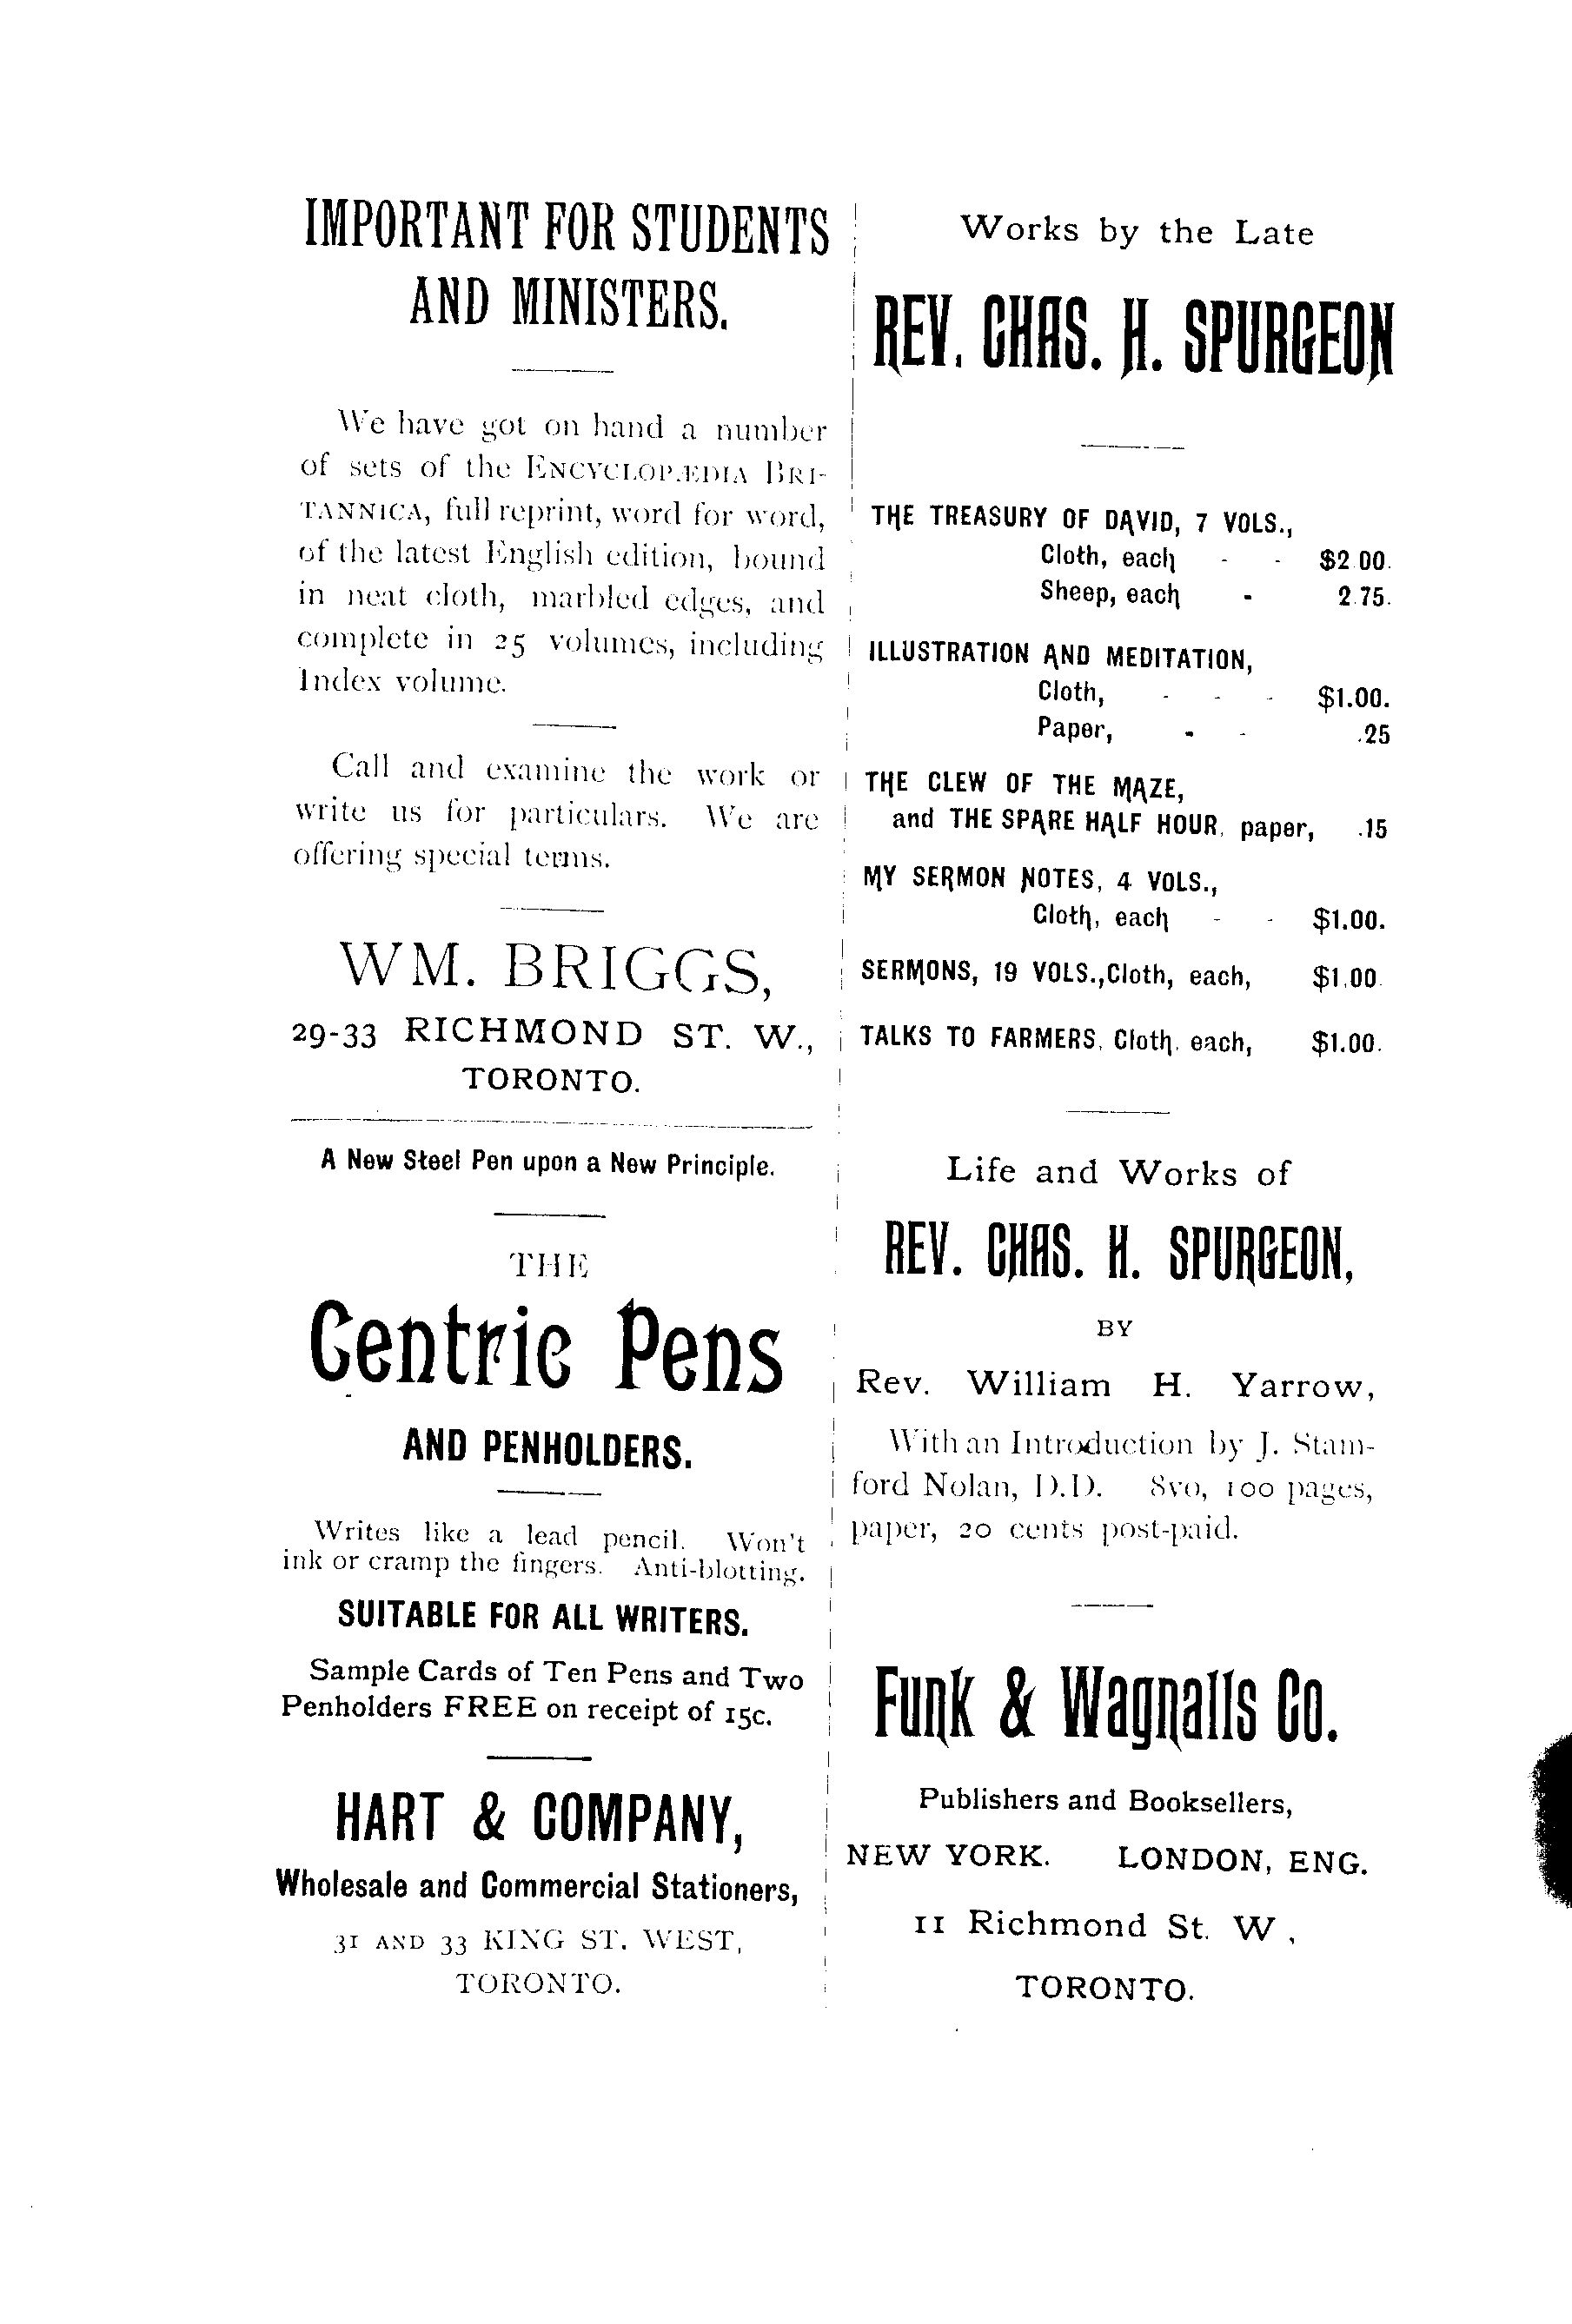 IMPORTANT FOR STUDENTS
AND MINISTERS.
We have got on hand a number
of sets of the ENCYCLOPÆDIA BRI-
TANNICA, full reprint, word for word,
of the latest English edition, bound
in neat cloth, marbled edges, and
complete in 25 volumes, including
Index volume.
Call and examine the work or
write us for particulars. We are
offering special terms.
WM. BRIGGS,
29-33 RICHMOND ST. W.,
TORONTO.
A New Steel Pen upon a New Principle.
THE
Centric Pens
AND PENHOLDERS.
Writes like a lead pencil. Won't
ink or cramp the fingers. Anti-blotting.
SUITABLE FOR ALL WRITERS.
Sample Cards of Ten Pens and Two
Penholders FREE on receipt of 15c.
HART & COMPANY,
Wholesale and Commercial Stationers,
31 AND 33 KING ST. WEST,
TORONTO.
Works by the Late
REV. CHAS. H. SPURGEON
THE TREASURY OF DAVID, 7 VOLS.,
Cloth, each - - $2.00.
Sheep, each - 2.75.
ILLUSTRATION AND MEDITATION,
Cloth, - - - $1.00.
Paper, - - .25
THE CLEW OF THE MAZE,
and THE SPARE HALF HOUR, paper, .15
MY SERMON NOTES, 4 VOLS.,
Cloth, each - - $1.00.
SERMONS, 19 VOLS., Cloth, each, $1.00.
TALKS TO FARMERS, Cloth, each, $1.00.
Life and Works of
REV. CHAS. H. SPURGEON,
BY
Rev. William H. Yarrow,
With an Introduction by J. Stam-
ford Nolan, D.D. 8vo, 100 pages,
paper, 20 cents post-paid.
Funk & Wagnalls Co.
Publishers and Booksellers,
NEW YORK. LONDON, ENG.
11 Richmond St. W ,
TORONTO.